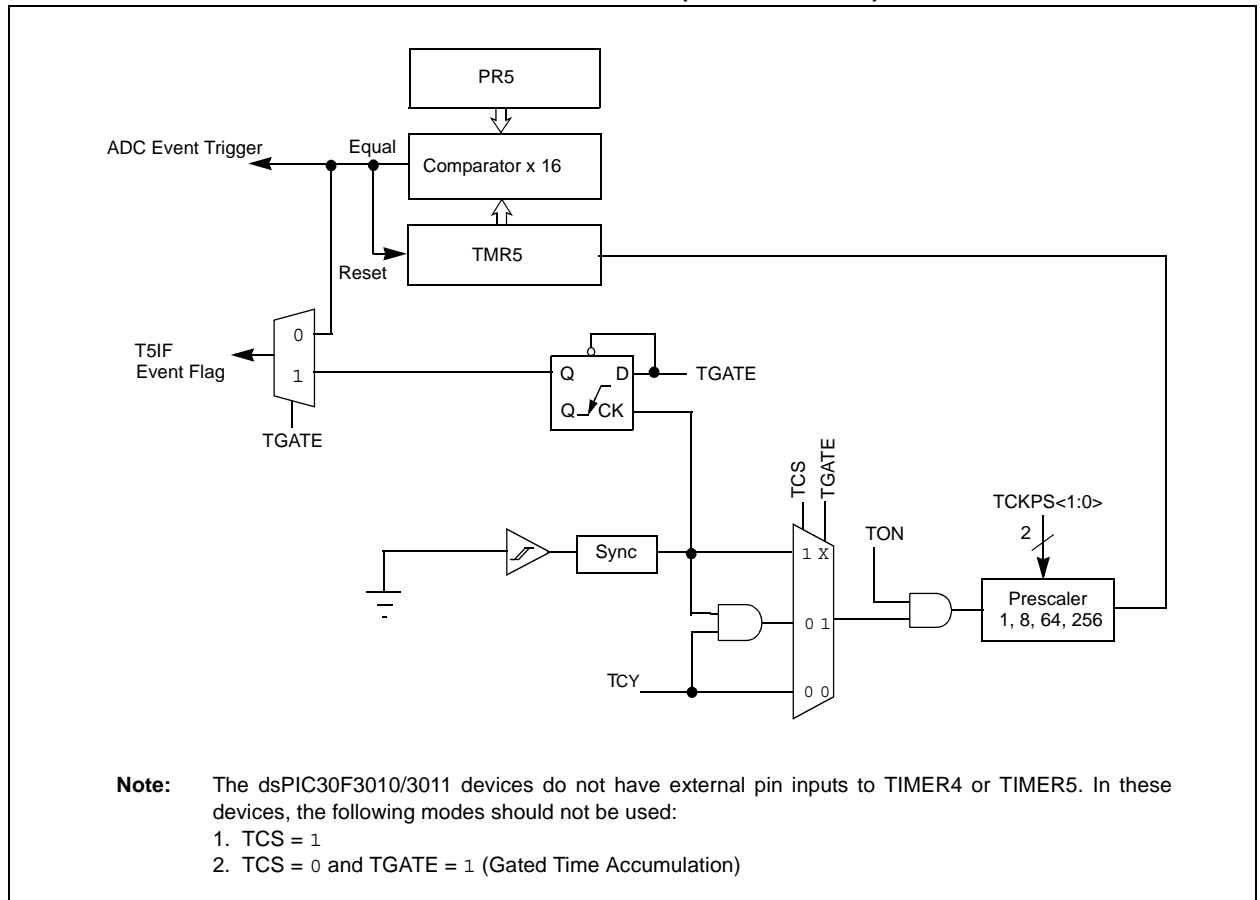 PR5
ADC Event Trigger
Equal
Comparator x 16
TMR5
Reset
0
T5IF
Event Flag
1
TGATE
Q
D
TGATE
Q
CK
TCS
TGATE
TCKPS<1:0>
2
TON
Sync
1 X
Prescaler
1, 8, 64, 256
0 1
TCY
0 0
Note: The dsPIC30F3010/3011 devices do not have external pin inputs to TIMER4 or TIMER5. In these
devices, the following modes should not be used:
1. TCS = 1
2. TCS = 0 and TGATE = 1 (Gated Time Accumulation)